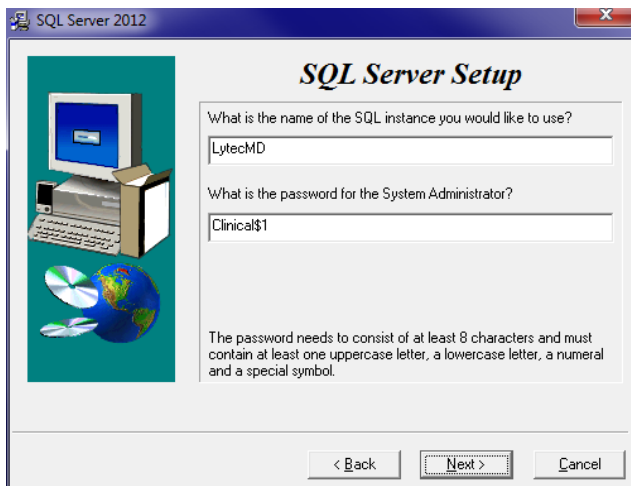 SQL Server 2012
SQL Server Setup
What is the name of the SQL instance you would like to use?
LytecMD
What is the password for the System Administrator?
Clinical$1
The password needs to consist of at least 8 characters and must
contain at least one uppercase letter, a lowercase letter, a numeral
and a special symbol.
< Back
Next >
Cancel